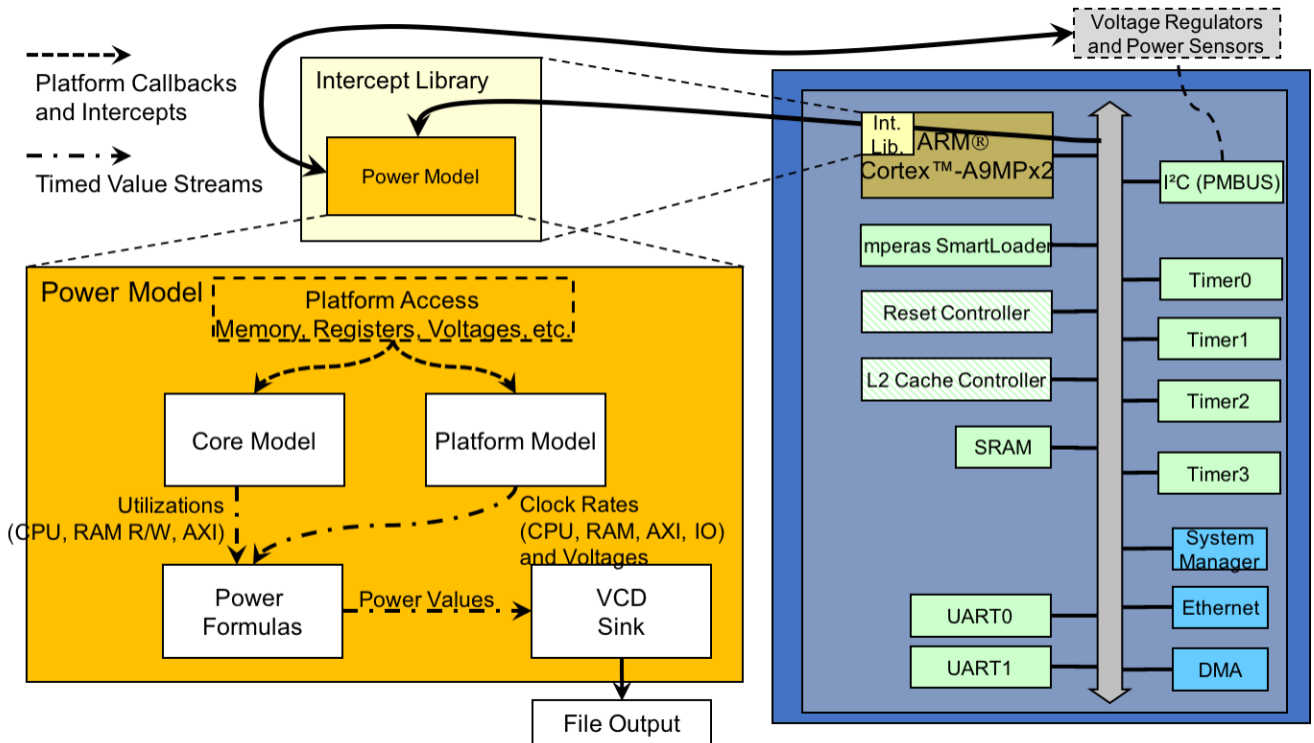 Voltage Regulators
and Power Sensors
Platform Callbacks
and Intercepts
Timed Value Streams
Intercept Library
Power Model
Int.
Lib.
ARM®
Cortex™-A9MPx2
I²C (PMBUS)
mperas SmartLoader
Timer0
Reset Controller
Timer1
L2 Cache Controller
Timer2
SRAM
Timer3
System
Manager
UART0
Ethernet
UART1
DMA
Power Model
Platform Access
Memory, Registers, Voltages, etc.
Core Model
Platform Model
Utilizations
(CPU, RAM R/W, AXI)
Clock Rates
(CPU, RAM, AXI, IO)
and Voltages
Power
Formulas
Power Values
VCD
Sink
File Output